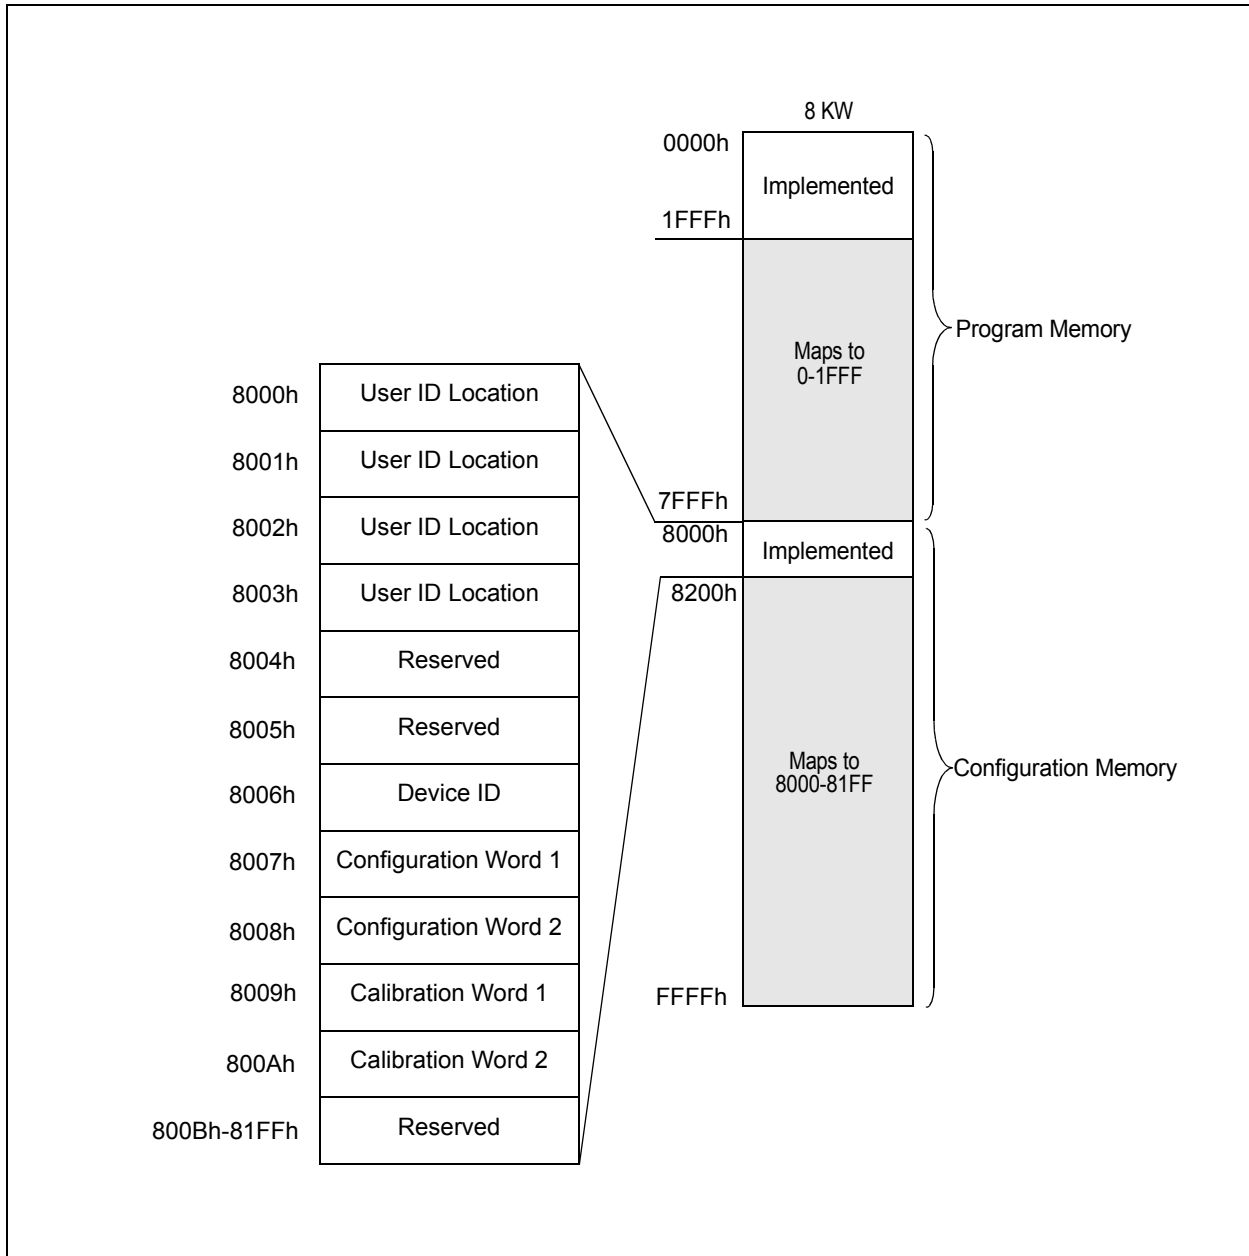 8 KW
0000h
Implemented
1FFFh
Program Memory
Maps to
0-1FFF
7FFFh
8000h
Implemented
8200h
Maps to
8000-81FF
Configuration Memory
FFFFh
8000h User ID Location
8001h User ID Location
8002h User ID Location
8003h User ID Location
8004h Reserved
8005h Reserved
8006h Device ID
8007h Configuration Word 1
8008h Configuration Word 2
8009h Calibration Word 1
800Ah Calibration Word 2
800Bh-81FFh Reserved